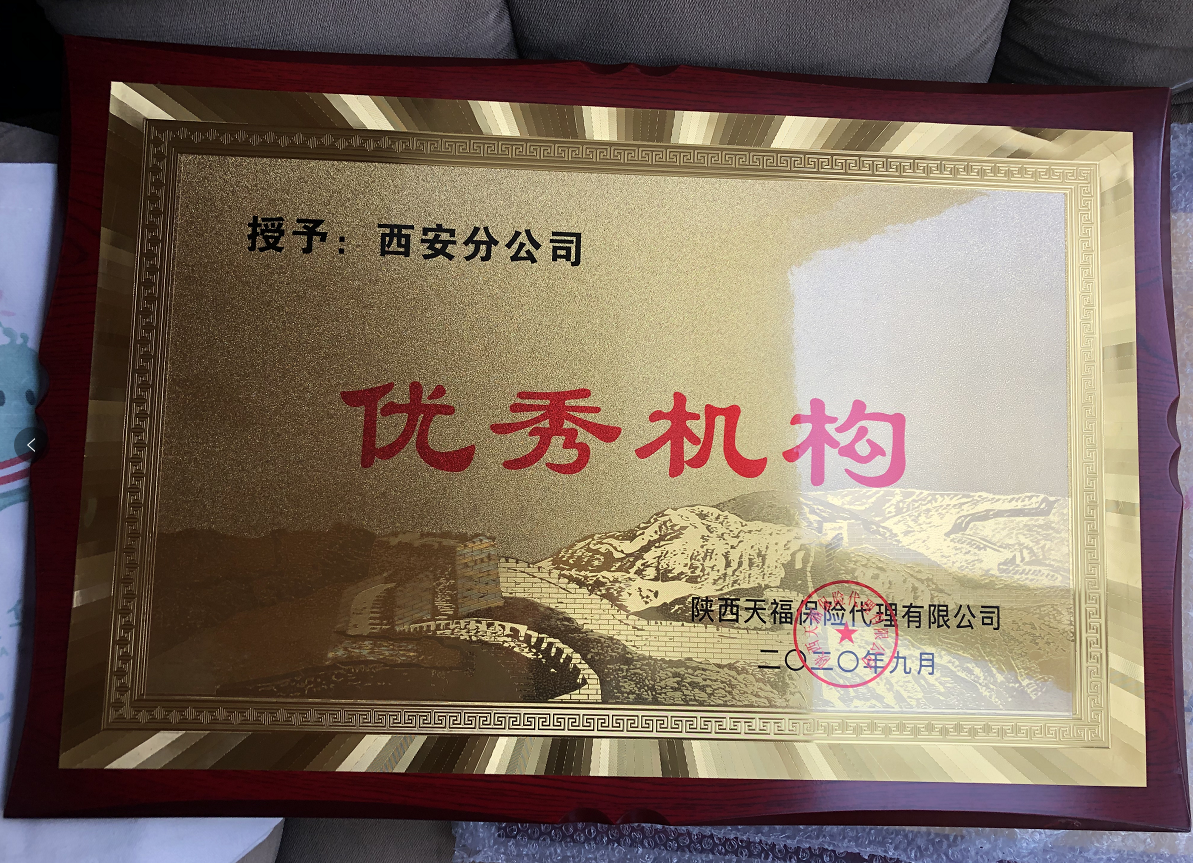 授予：西安分公司
优秀机构
陕西天福保险代理有限公司
二〇二〇年九月